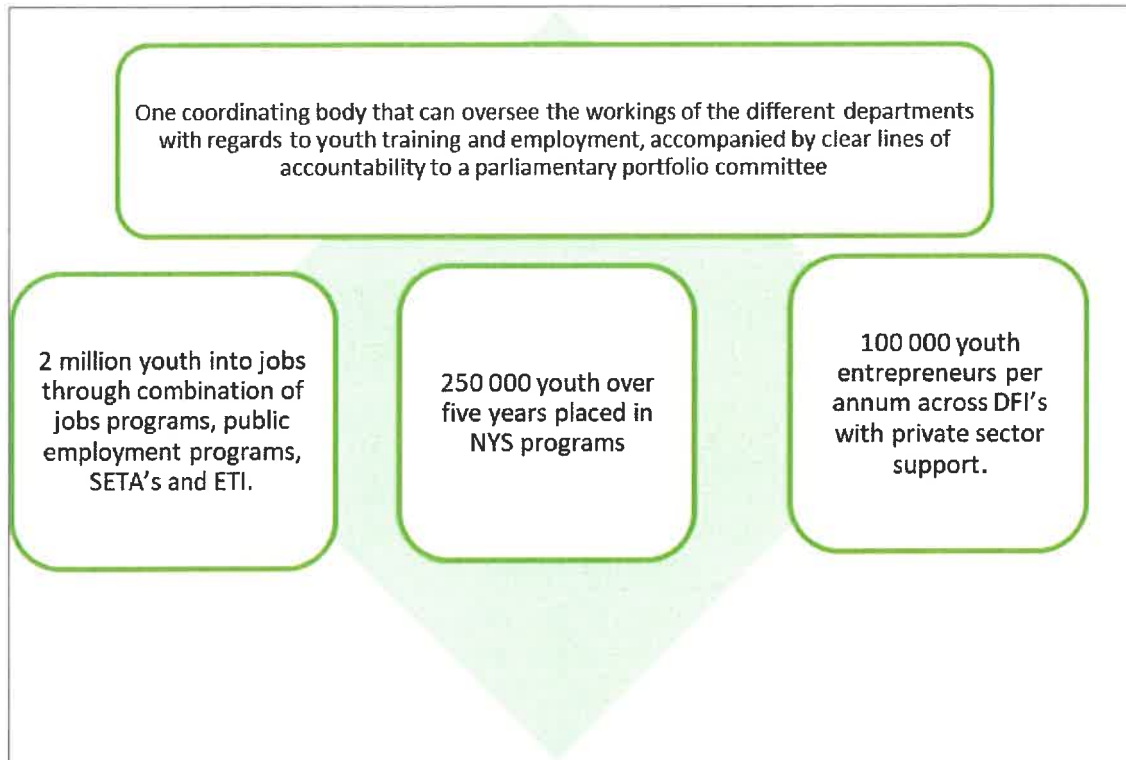 One coordinating body that can oversee the workings of the different departments
with regards to youth training and employment, accompanied by clear lines of
accountability to a parliamentary portfolio committee
2 million youth into jobs
through combination of
jobs programs, public
employment programs,
SETA's and ETI.
250 000 youth over
five years placed in
NYS programs
100 000 youth
entrepreneurs per
annum across DFI's
with private sector
support.